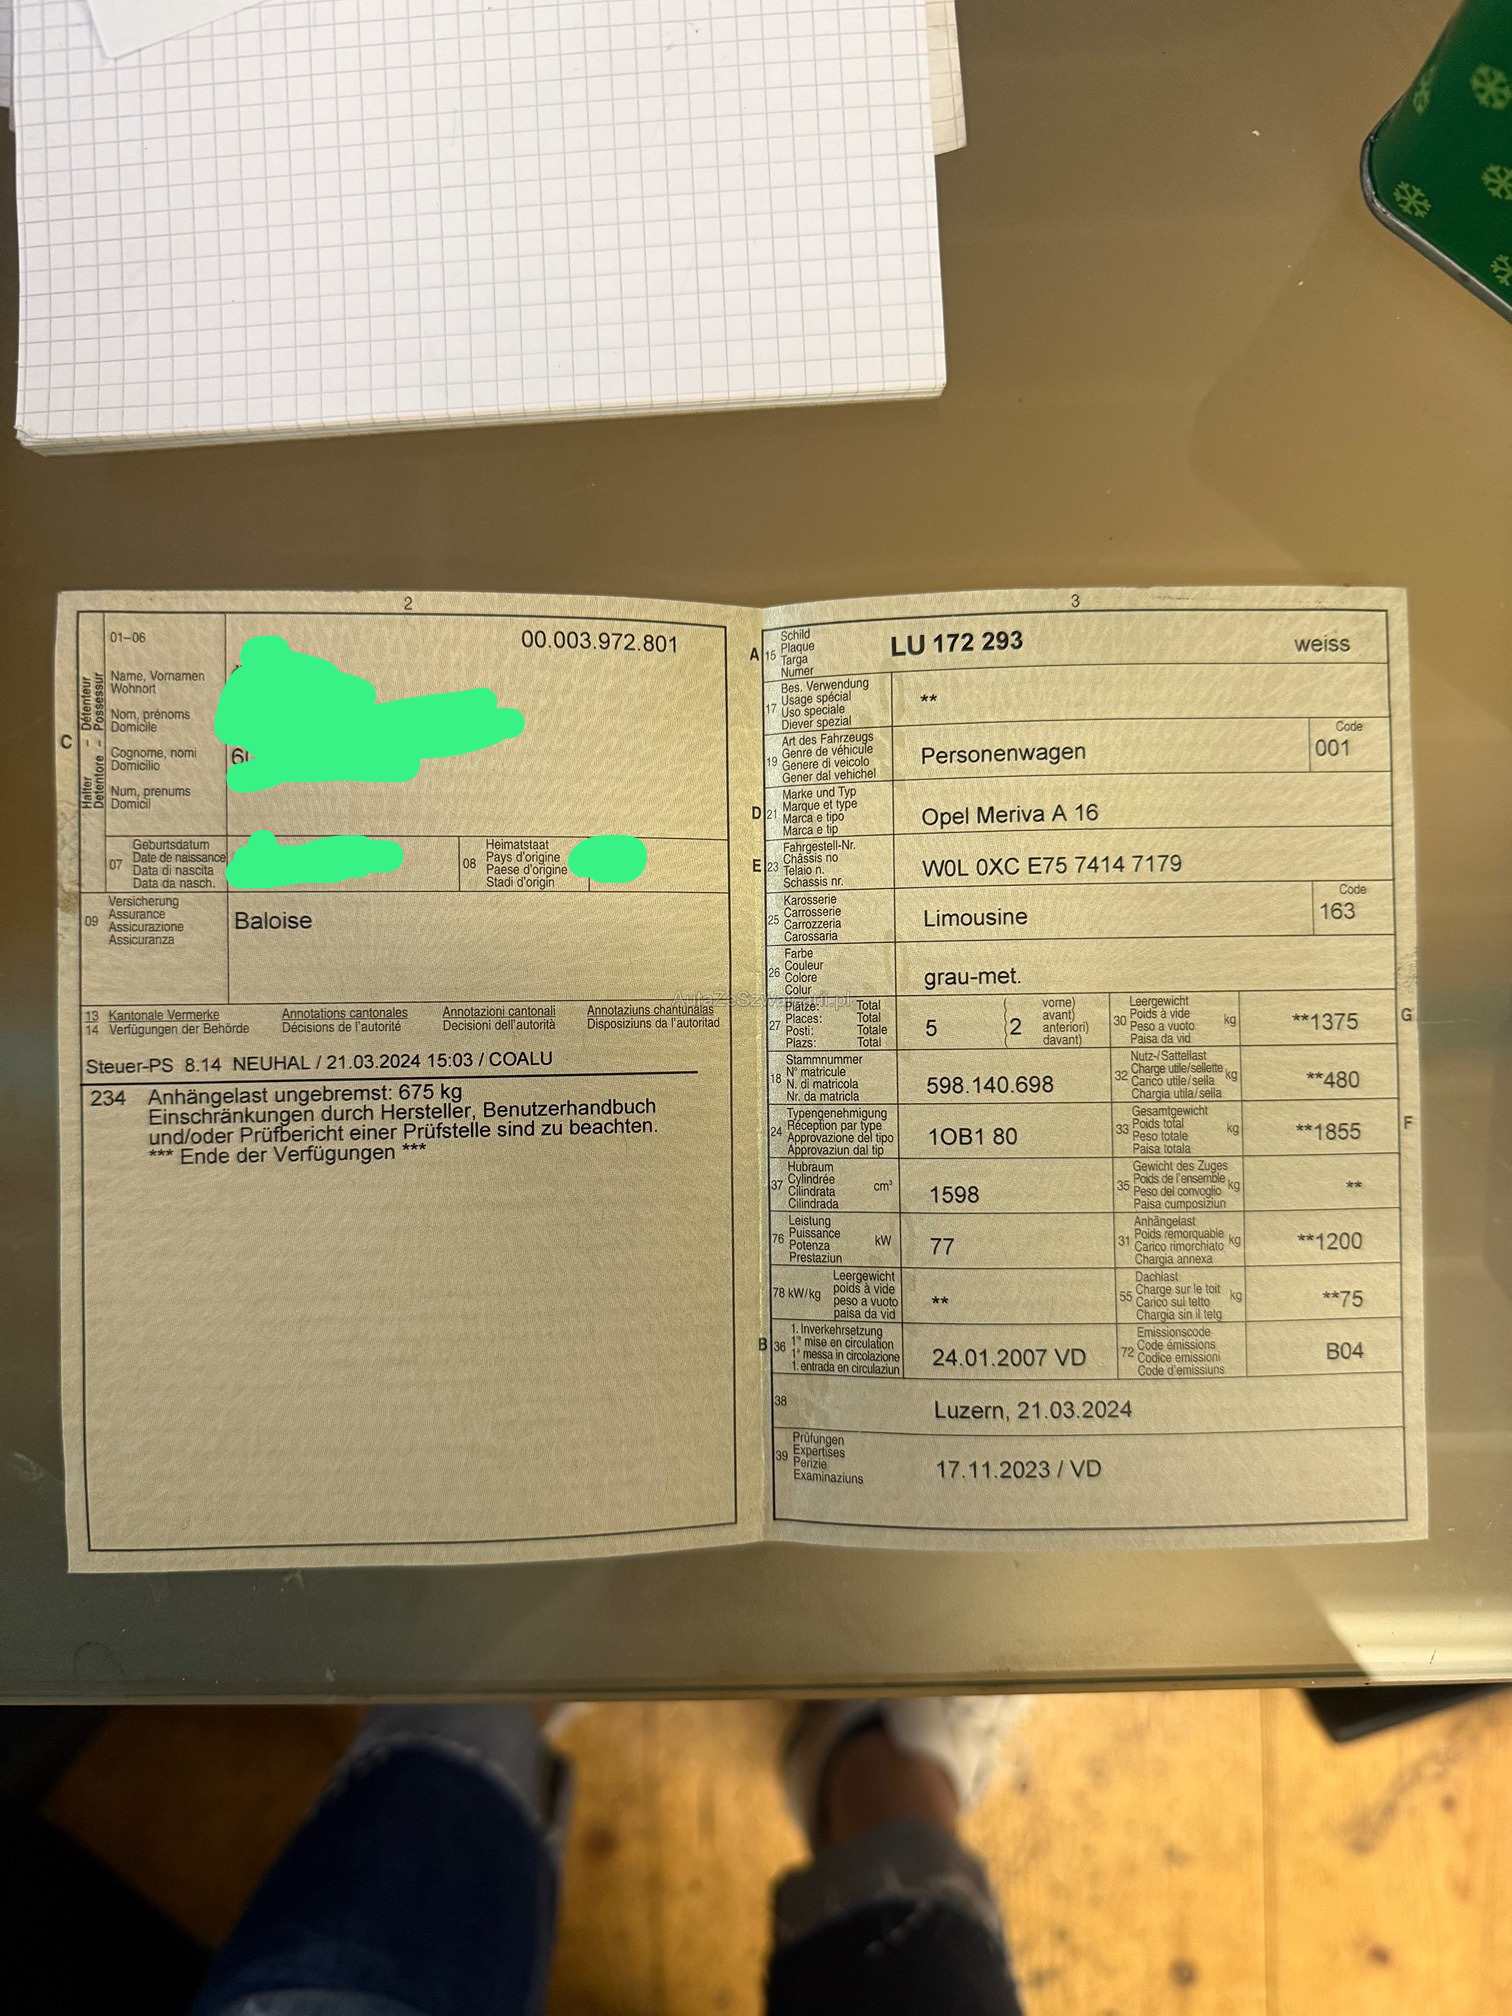 2
01–06
00.003.972.801
C
Halter – Détenteur
Detentore – Possessur
Name, Vornamen
Wohnort
Nom, prénoms
Domicile
Cognome, nomi
Domicilio
Num, prenums
Domicil
07
Geburtsdatum
Date de naissance
Data di nascita
Data da nasch.
08
Heimatstaat
Pays d'origine
Paese d'origine
Stadi d'origin
09
Versicherung
Assurance
Assicurazione
Assicuranza
Baloise
13 Kantonale Vermerke Annotations cantonales Annotazioni cantonali Annotaziuns chantunalas
14 Verfügungen der Behörde Décisions de l'autorité Decisioni dell'autorità Disposiziuns da l'autoritad
Steuer-PS 8.14 NEUHAL / 21.03.2024 15:03 / COALU
234 Anhängelast ungebremst: 675 kg
Einschränkungen durch Hersteller, Benutzerhandbuch
und/oder Prüfbericht einer Prüfstelle sind zu beachten.
*** Ende der Verfügungen ***
AutaZeSzwajcarii.pl
3
A 15
Schild
Plaque
Targa
Numer
LU 172 293 weiss
17
Bes. Verwendung
Usage spécial
Uso speciale
Diever spezial
**
19
Art des Fahrzeugs
Genre de véhicule
Genere di veicolo
Gener dal vehichel
Personenwagen
Code
001
D 21
Marke und Typ
Marque et type
Marca e tipo
Marca e tip
Opel Meriva A 16
E 23
Fahrgestell-Nr.
Châssis no
Telaio n.
Schassis nr.
W0L 0XC E75 7414 7179
25
Karosserie
Carrosserie
Carrozzeria
Carossaria
Limousine
Code
163
26
Farbe
Couleur
Colore
Colur
grau-met.
27
Plätze: Total
Places: Total
Posti: Totale
Plazs: Total
5
( 2
vorne)
avant)
anteriori)
davant)
30
Leergewicht
Poids à vide
Peso a vuoto
Paisa da vid
kg
**1375
G
18
Stammnummer
N° matricule
N. di matricola
Nr. da matricla
598.140.698
32
Nutz-/Sattellast
Charge utile/sellette
Carico utile/sella
Chargia utila/sella
kg
**480
24
Typengenehmigung
Réception par type
Approvazione del tipo
Approvaziun dal tip
1OB1 80
33
Gesamtgewicht
Poids total
Peso totale
Paisa totala
kg
**1855
F
37
Hubraum
Cylindrée
Cilindrata
Cilindrada
cm³
1598
35
Gewicht des Zuges
Poids de l'ensemble
Peso del convoglio
Paisa cumposiziun
kg
**
76
Leistung
Puissance
Potenza
Prestaziun
kW
77
31
Anhängelast
Poids remorquable
Carico rimorchiato
Chargia annexa
kg
**1200
78 kW/kg
Leergewicht
poids à vide
peso a vuoto
paisa da vid
**
55
Dachlast
Charge sur le toit
Carico sul tetto
Chargia sin il tetg
kg
**75
B 36
1. Inverkehrsetzung
1re mise en circulation
1a messa in circolazione
1. entrada en circulaziun
24.01.2007 VD
72
Emissionscode
Code émissions
Codice emissioni
Code d'emissiuns
B04
38
Luzern, 21.03.2024
39
Prüfungen
Expertises
Perizie
Examinaziuns
17.11.2023 / VD